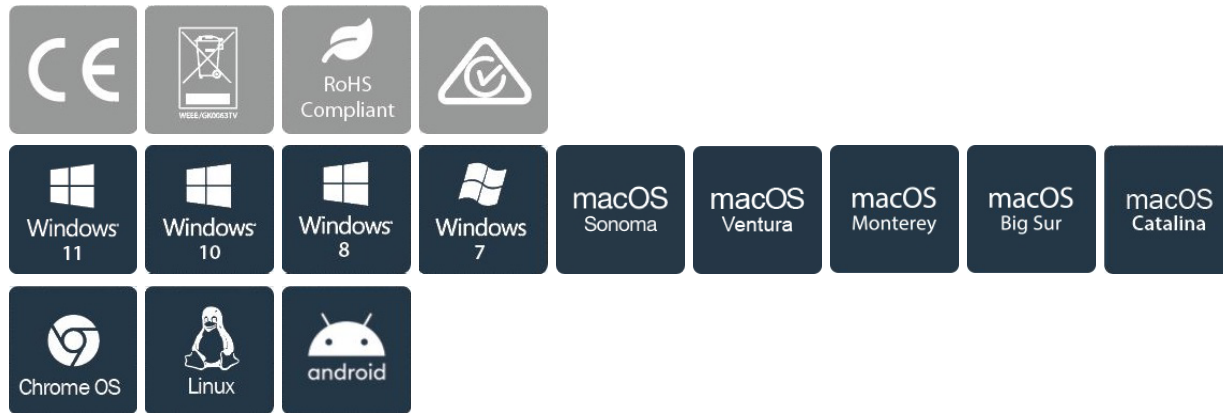 CE
WEEE/GK0063TV
RoHS
Compliant
Windows
11
Windows
10
Windows
8
Windows
7
macOS
Sonoma
macOS
Ventura
macOS
Monterey
macOS
Big Sur
macOS
Catalina
Chrome OS
Linux
android